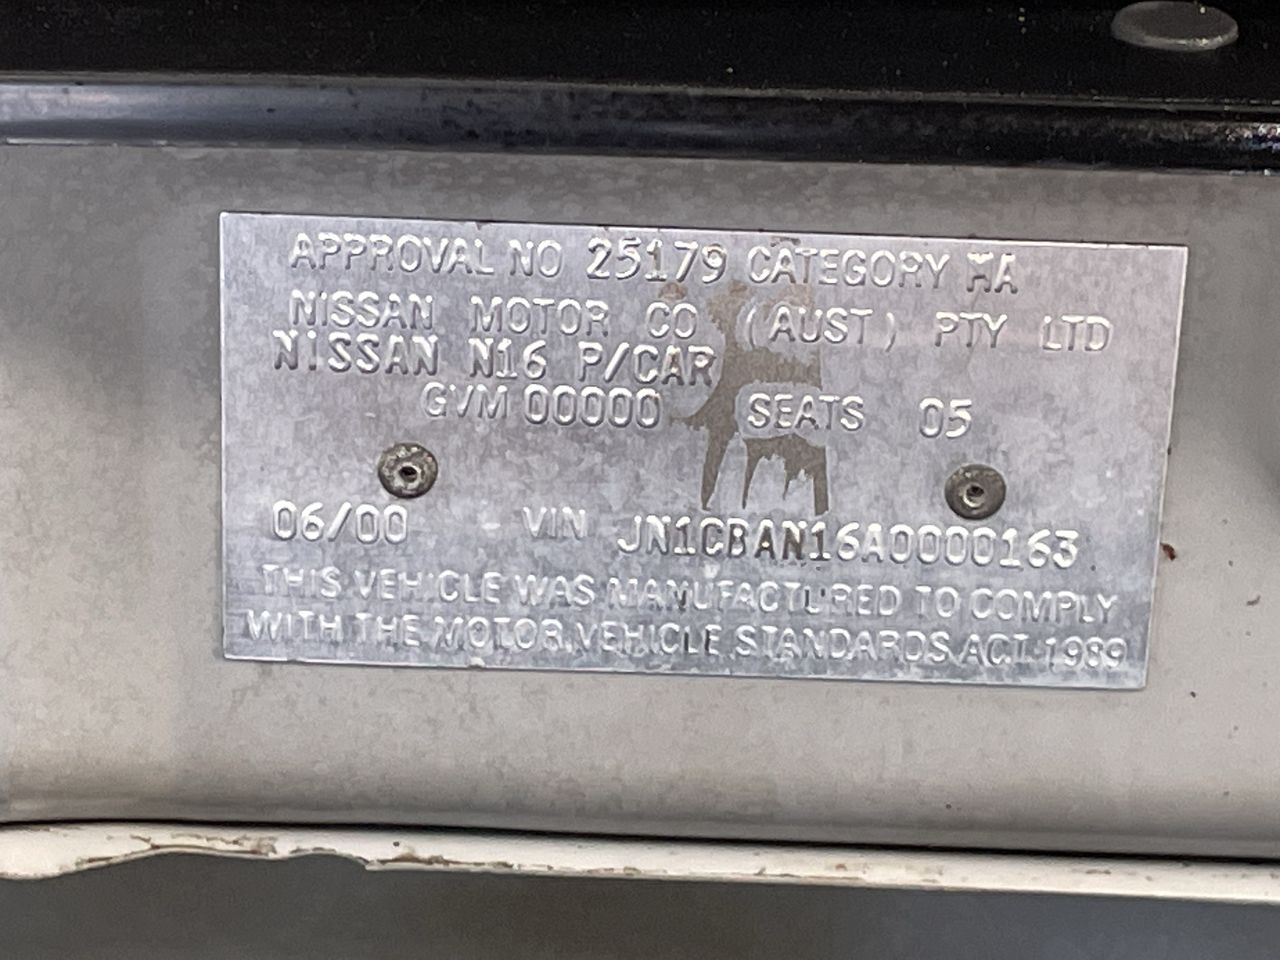 APPROVAL NO 25179 CATEGORY MA
NISSAN MOTOR CO (AUST) PTY LTD
NISSAN N16 P/CAR
GVM 00000 SEATS 05
06/00 VIN JN1CBAN16A0000163
THIS VEHICLE WAS MANUFACTURED TO COMPLY
WITH THE MOTOR VEHICLE STANDARDS ACT 1989